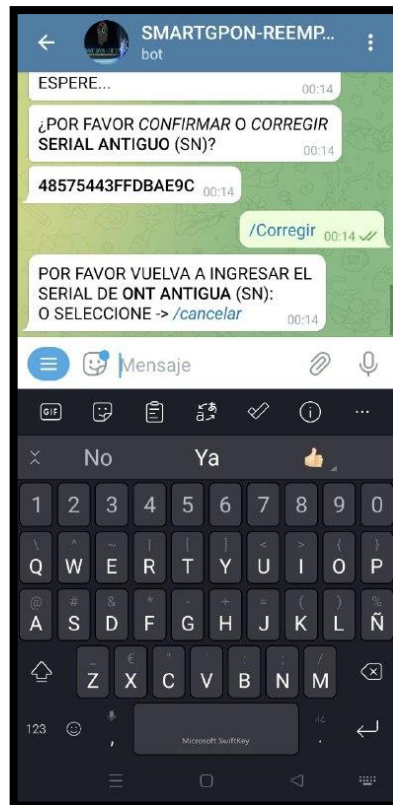 SMARTGPON-REEMP...
bot
ESPERE...
00:14
¿POR FAVOR CONFIRMAR O CORREGIR
SERIAL ANTIGUO (SN)?
00:14
48575443FFDBAE9C 00:14
/Corregir 00:14
POR FAVOR VUELVA A INGRESAR EL
SERIAL DE ONT ANTIGUA (SN):
O SELECCIONE -> /cancelar
00:14
Mensaje
GIF
No Ya
1 2 3 4 5 6 7 8 9 0
\ ^ ~ | [ ] < > { }
Q W E R T Y U I O P
@ # & * - + = ( ) %
A S D F G H J K L Ñ
_ € " ' : ; /
Z X C V B N M
123 , Microsoft SwiftKey .